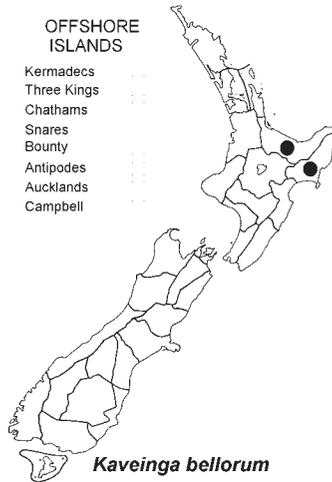 OFFSHORE
ISLANDS
Kermadecs
Three Kings
Chathams
Snares
Bounty
Antipodes
Aucklands
Campbell
Kaveinga bellorum